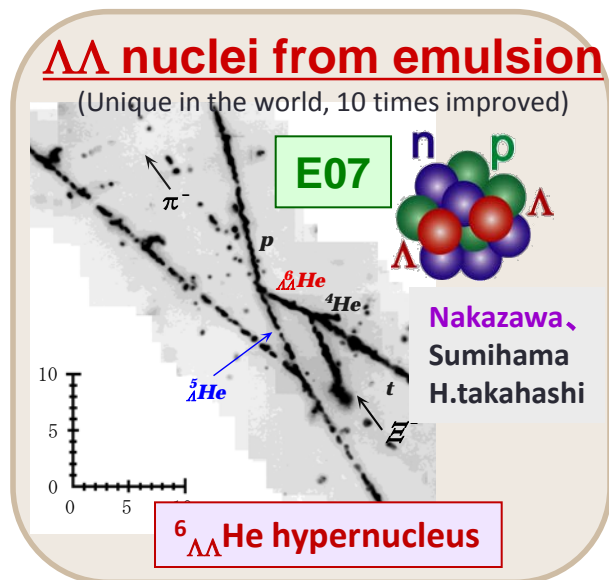 ΛΛ nuclei from emulsion
(Unique in the world, 10 times improved)
E07
n p
Λ
Λ
π⁻
p
⁶ΛΛHe
⁴He
⁵ΛHe
t
Ξ⁻
Nakazawa、
Sumihama
H.takahashi
10
5
0
0 5 10
⁶ΛΛHe hypernucleus